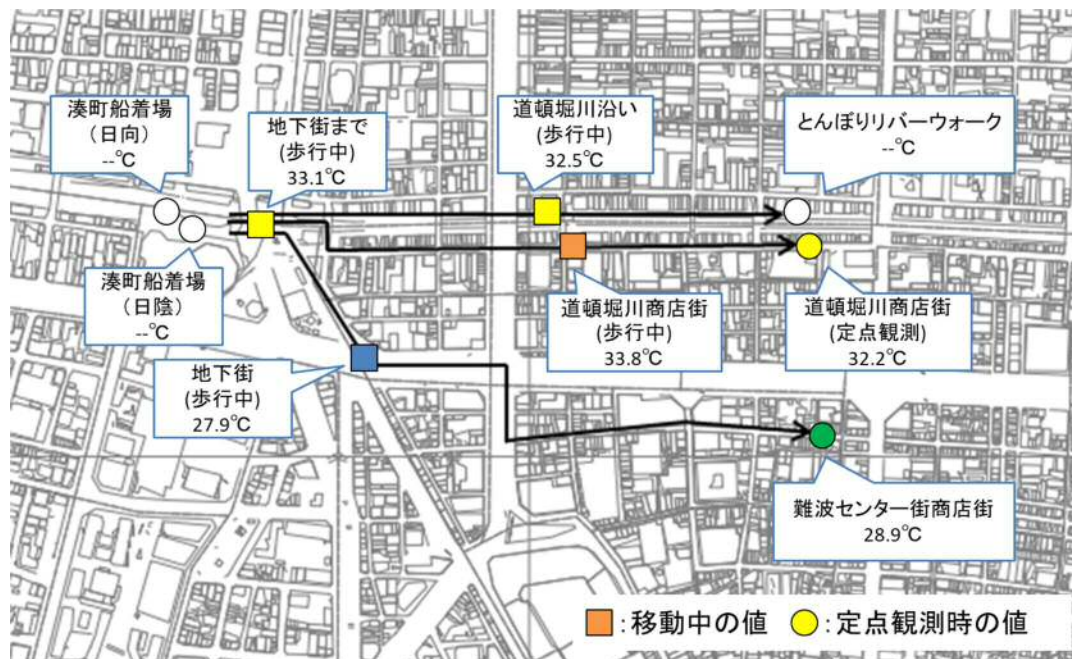 湊町船着場
（日向）
--℃
地下街まで
(歩行中)
33.1℃
道頓堀川沿い
(歩行中)
32.5℃
とんぼりリバーウォーク
--℃
湊町船着場
（日陰）
--℃
道頓堀川商店街
(歩行中)
33.8℃
道頓堀川商店街
(定点観測)
32.2℃
地下街
(歩行中)
27.9℃
難波センター街商店街
28.9℃
:移動中の値
:定点観測時の値